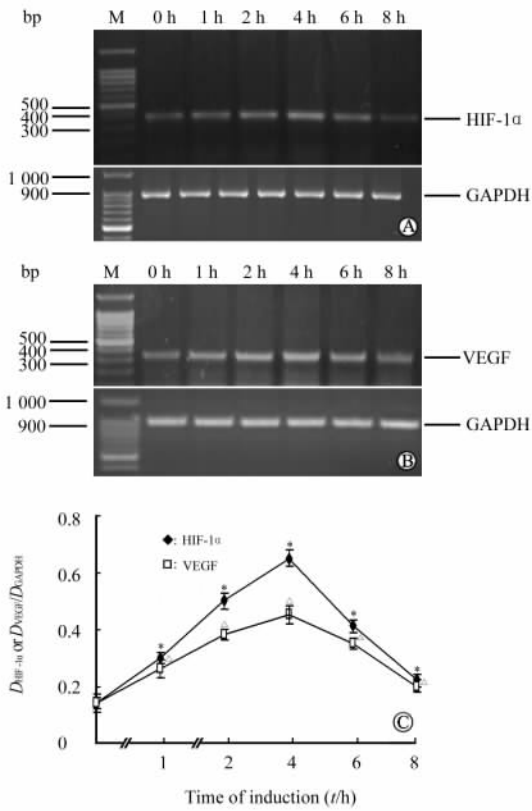 bp M 0 h 1 h 2 h 4 h 6 h 8 h
500
400
300
HIF-1α
1 000
900
GAPDH
A
bp M 0 h 1 h 2 h 4 h 6 h 8 h
500
400
300
VEGF
1 000
900
GAPDH
B
0.8
0.6
0.4
0.2
0
DHIF-1α or DVEGF/DGAPDH
◆: HIF-1α
□: VEGF
* * * * *
△ △ △ △ △
C
1 2 4 6 8
Time of induction (t/h)